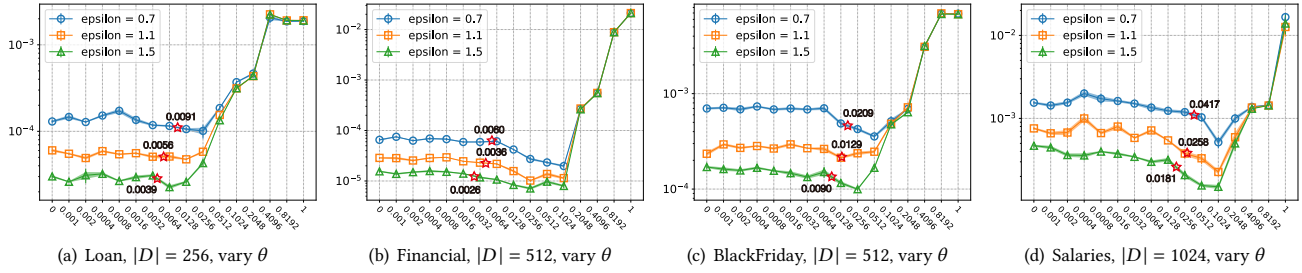 10⁻³
10⁻⁴
epsilon = 0.7
epsilon = 1.1
epsilon = 1.5
0.0091
0.0056
0.0039
0 0.001 0.002 0.004 0.0008 0.0016 0.0032 0.0064 0.0128 0.0256 0.0512 0.1024 0.2048 0.4096 0.8192 1
(a) Loan, |D| = 256, vary θ
10⁻²
10⁻³
10⁻⁴
10⁻⁵
epsilon = 0.7
epsilon = 1.1
epsilon = 1.5
0.0060
0.0036
0.0026
0 0.001 0.002 0.004 0.0008 0.0016 0.0032 0.0064 0.0128 0.0256 0.0512 0.1024 0.2048 0.4096 0.8192 1
(b) Financial, |D| = 512, vary θ
10⁻³
10⁻⁴
epsilon = 0.7
epsilon = 1.1
epsilon = 1.5
0.0209
0.0129
0.0090
0 0.001 0.002 0.004 0.0008 0.0016 0.0032 0.0064 0.0128 0.0256 0.0512 0.1024 0.2048 0.4096 0.8192 1
(c) BlackFriday, |D| = 512, vary θ
10⁻²
10⁻³
epsilon = 0.7
epsilon = 1.1
epsilon = 1.5
0.0417
0.0258
0.0181
0 0.001 0.002 0.004 0.0008 0.0016 0.0032 0.0064 0.0128 0.0256 0.0512 0.1024 0.2048 0.4096 0.8192 1
(d) Salaries, |D| = 1024, vary θ